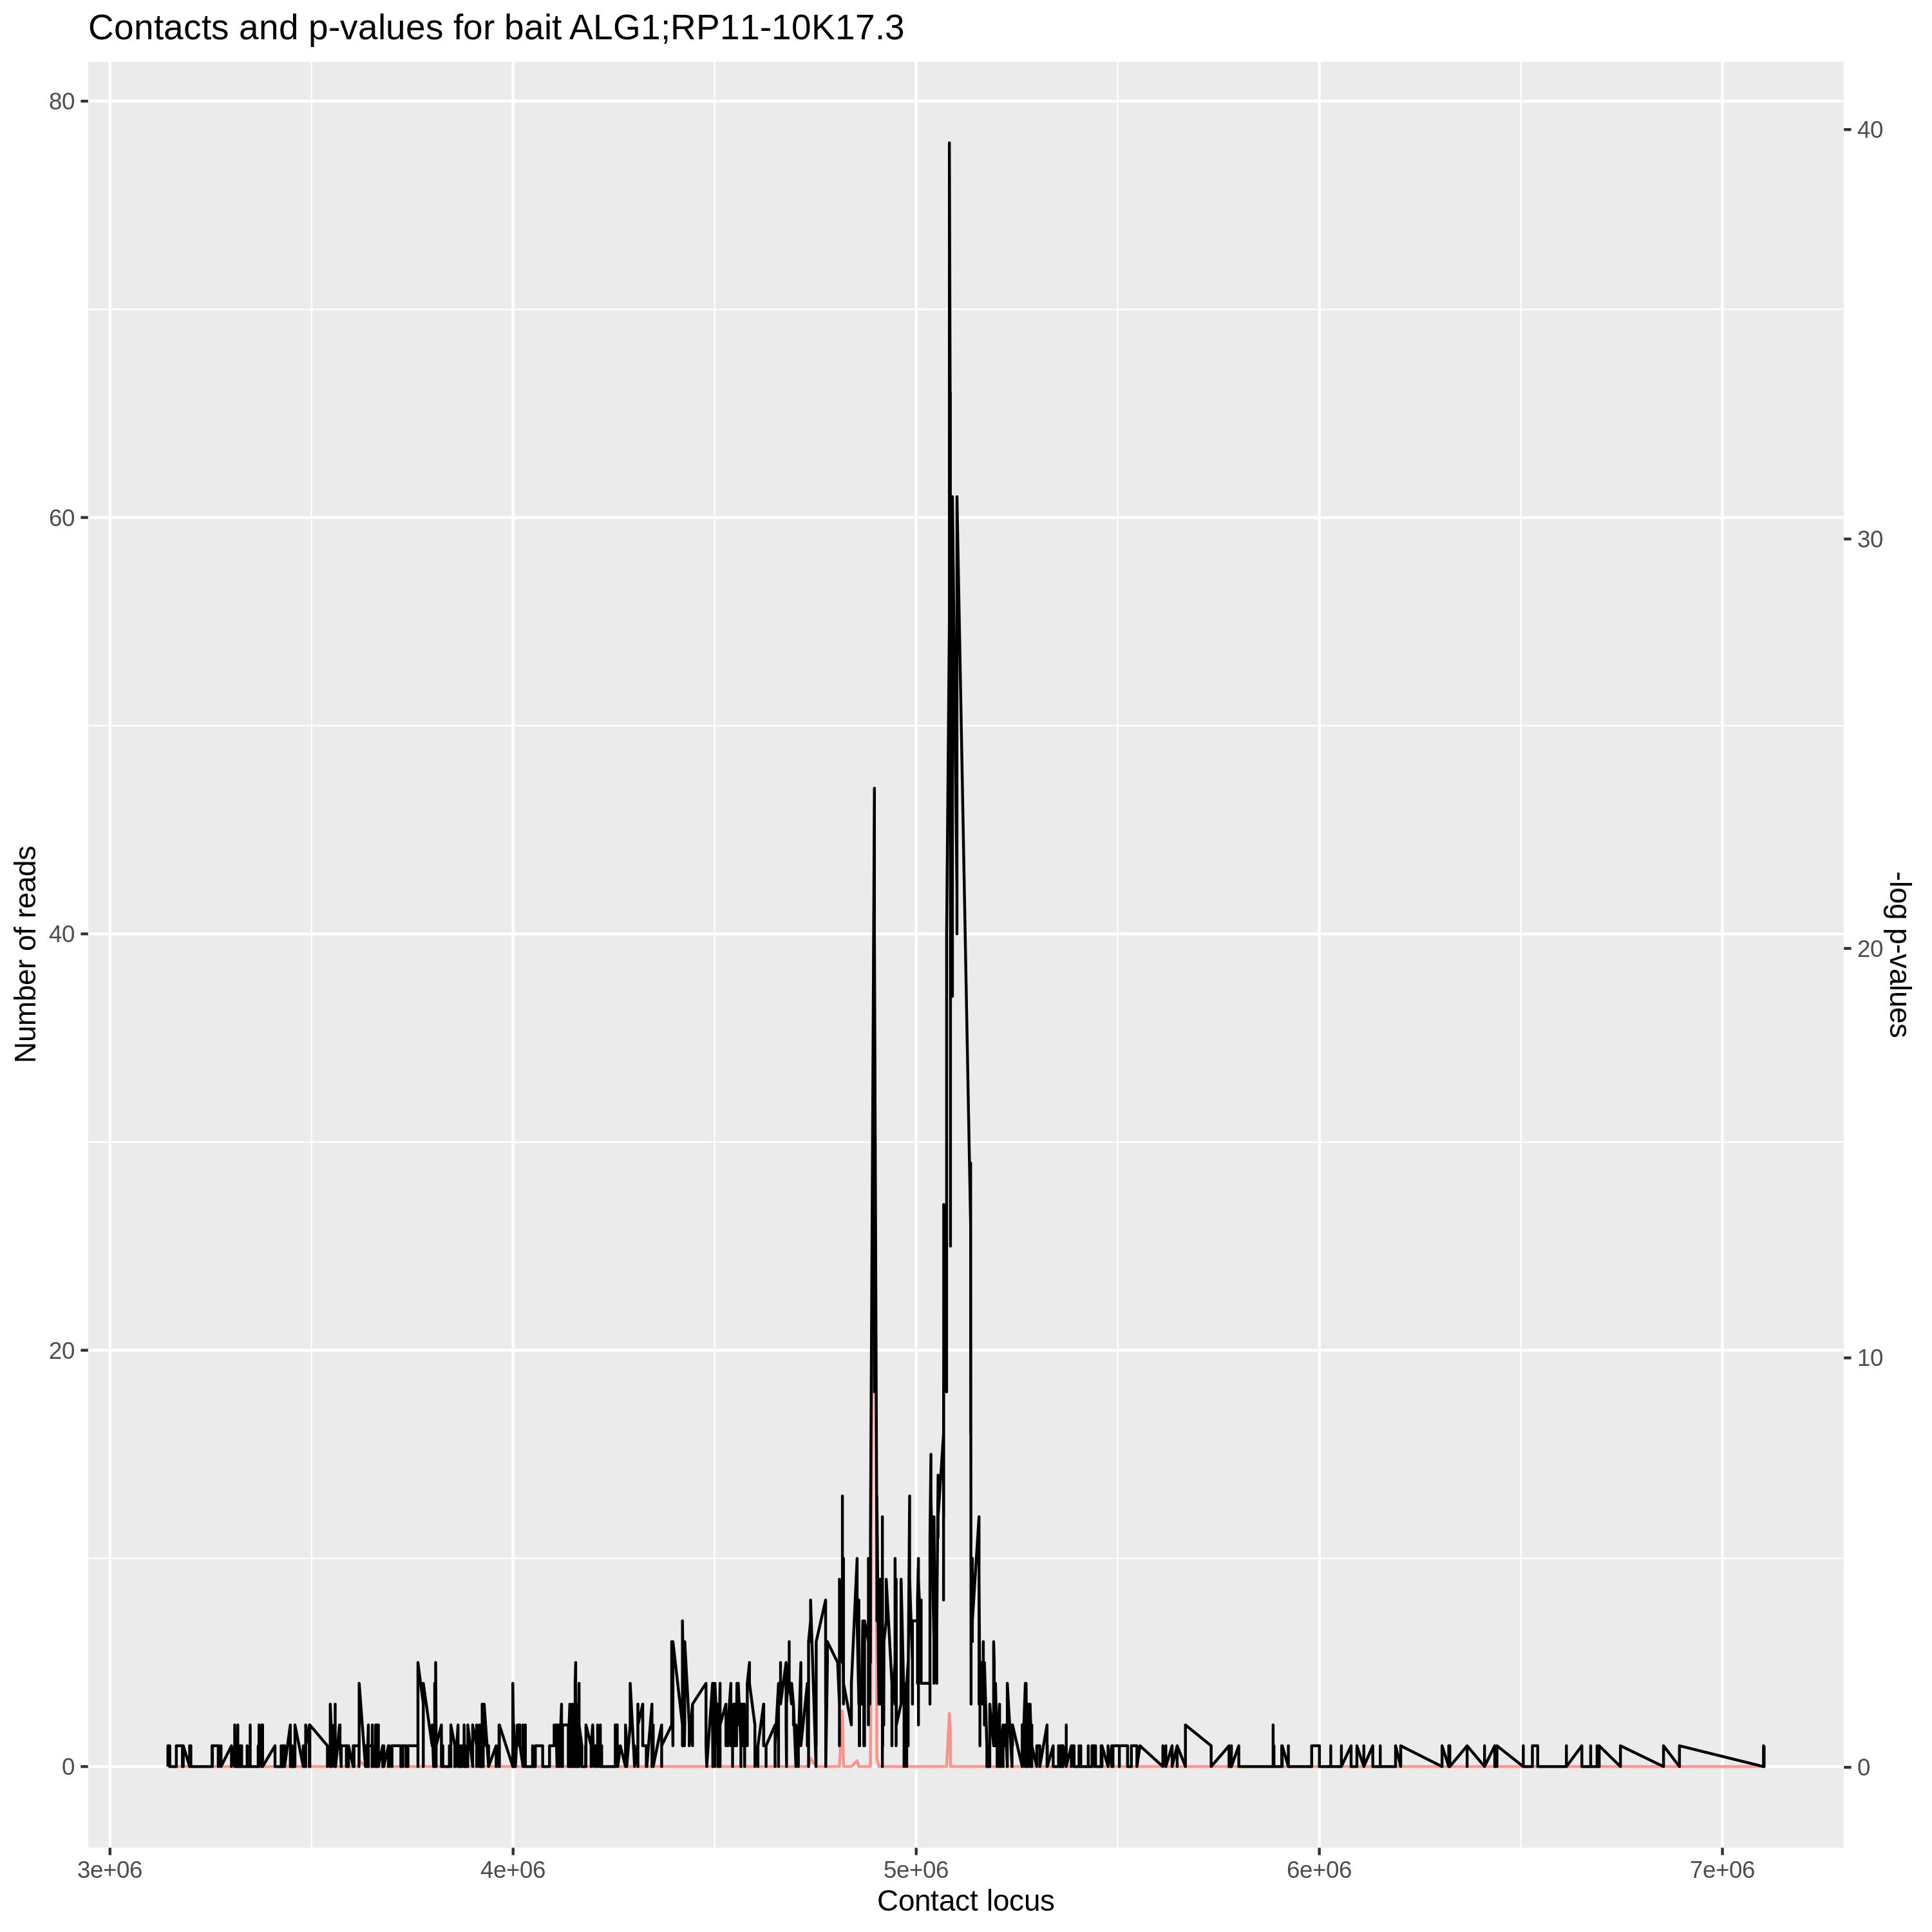 Contacts and p-values for bait ALG1;RP11-10K17.3
80
60
40
20
0
Number of reads
40
30
20
10
0
-log p-values
3e+06
4e+06
5e+06
6e+06
7e+06
Contact locus